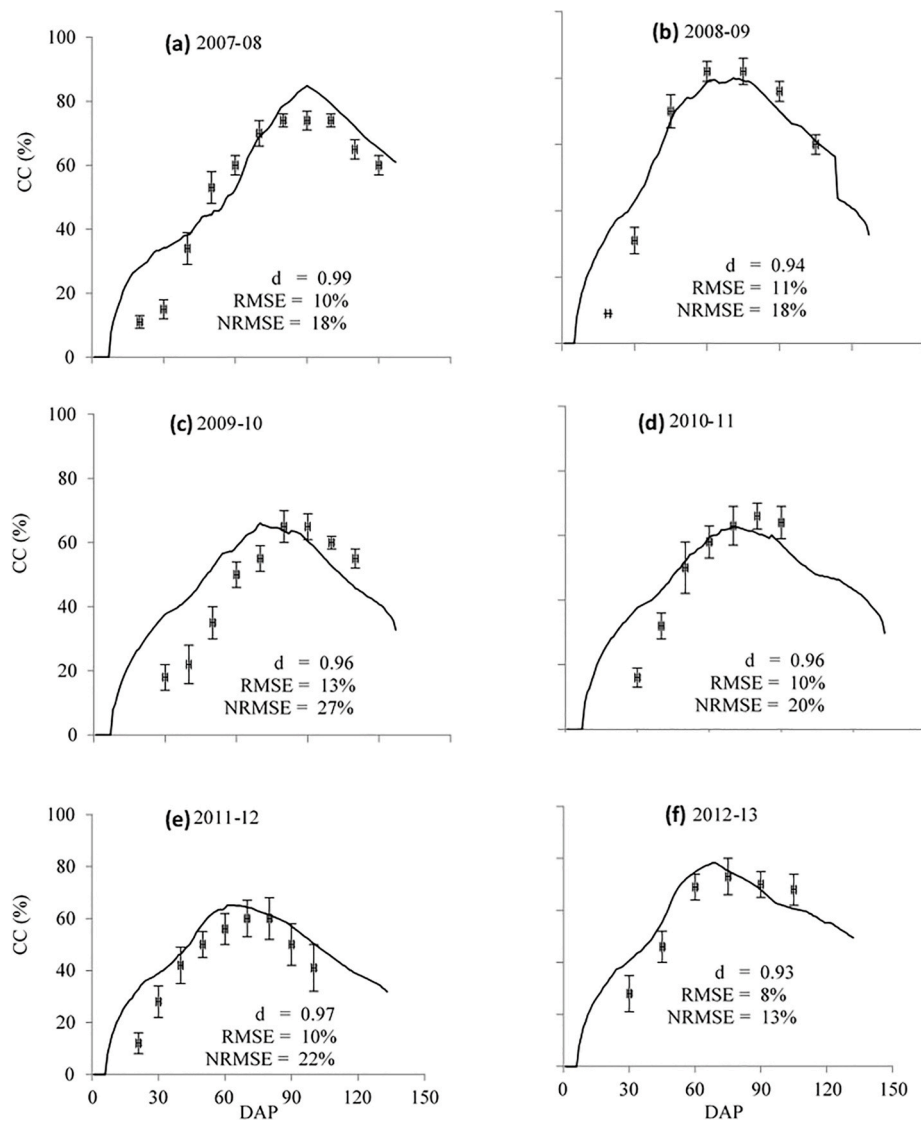 (a) 2007-08
100
80
60
40
20
0
CC (%)
d = 0.99
RMSE = 10%
NRMSE = 18%
(b) 2008-09
d = 0.94
RMSE = 11%
NRMSE = 18%
(c) 2009-10
100
80
60
40
20
0
CC (%)
d = 0.96
RMSE = 13%
NRMSE = 27%
(d) 2010-11
d = 0.96
RMSE = 10%
NRMSE = 20%
(e) 2011-12
100
80
60
40
20
0
CC (%)
d = 0.97
RMSE = 10%
NRMSE = 22%
0 30 60 90 120 150
DAP
(f) 2012-13
d = 0.93
RMSE = 8%
NRMSE = 13%
0 30 60 90 120 150
DAP